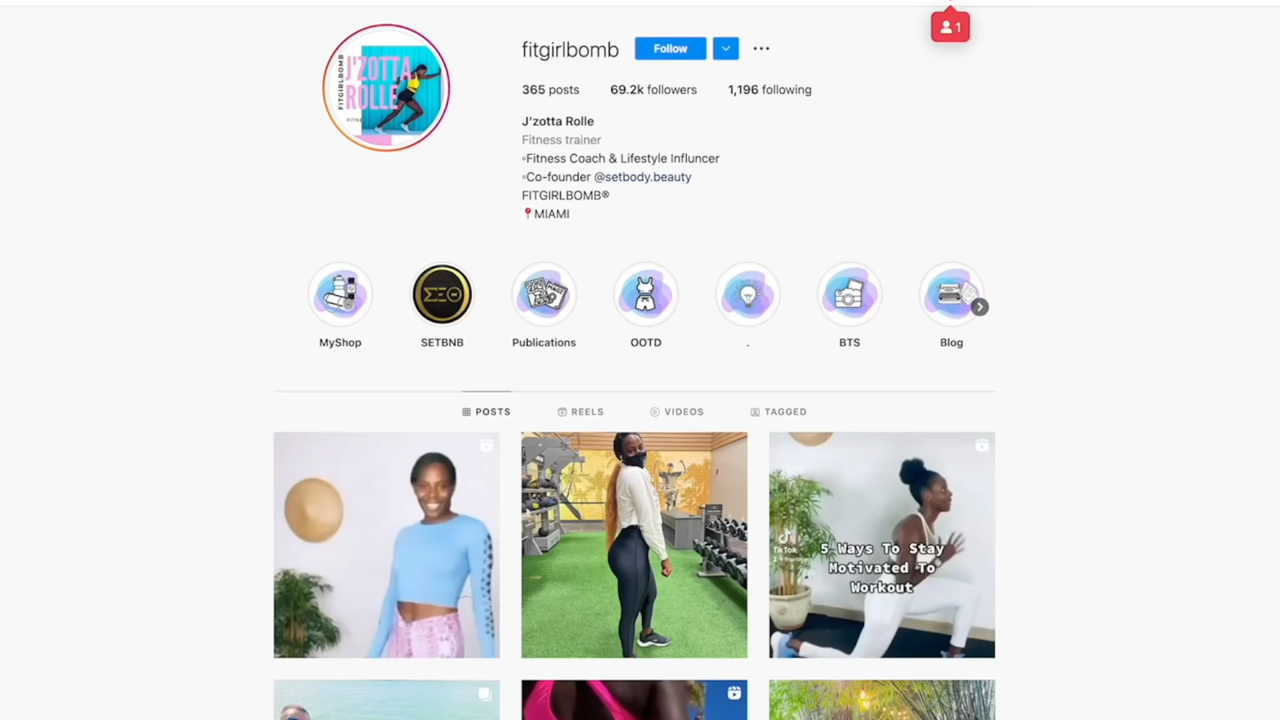 1
fitgirlbomb
Follow
365 posts 69.2k followers 1,196 following
FITGIRLBOMB
J'ZOTTA
ROLLE
J'zotta Rolle
Fitness trainer
▫Fitness Coach & Lifestyle Influncer
▫Co-founder @setbody.beauty
FITGIRLBOMB®
📍MIAMI
ΣΞΘ
MyShop
SETBNB
Publications
OOTD
.
BTS
Blog
POSTS
REELS
VIDEOS
TAGGED
TikTok
5 Ways To Stay
Motivated To
Workout